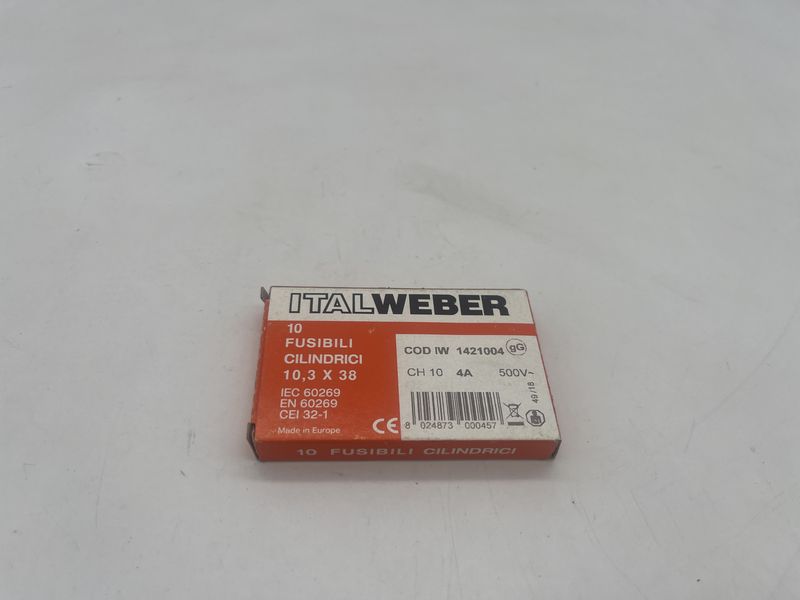 ITALWEBER
10
FUSIBILI
CILINDRICI
10,3 X 38
IEC 60269
EN 60269
CEI 32-1
Made in Europe
CE
COD IW 1421004 gG
CH 10 4A 500V~
49/18
8 024873 000457
10 FUSIBILI CILINDRICI